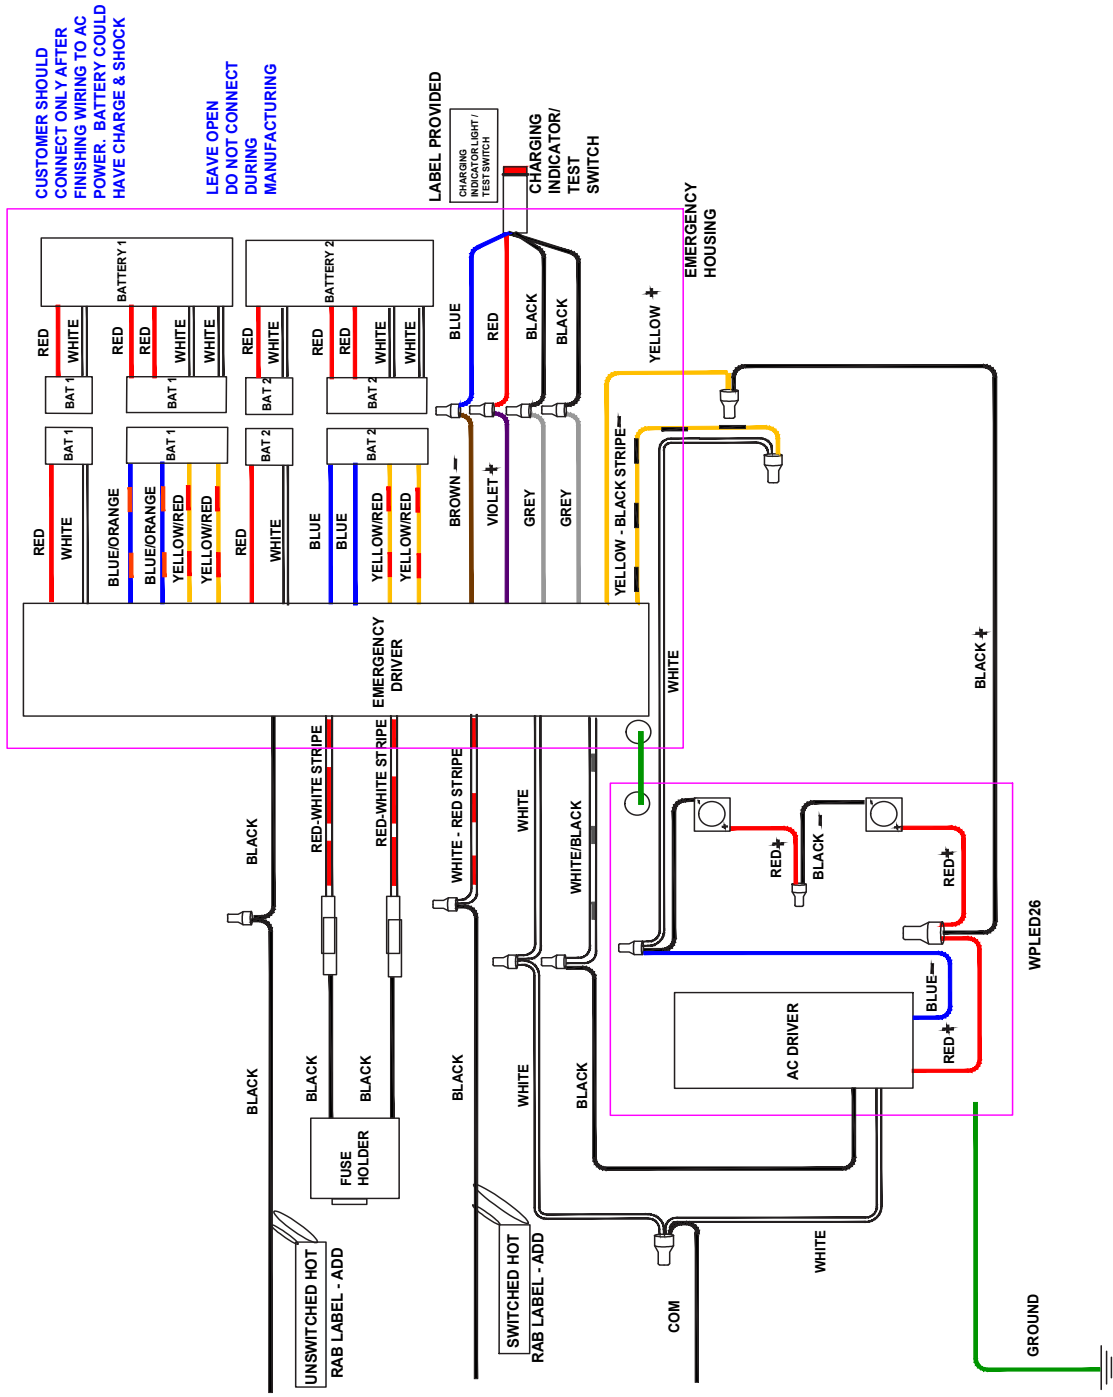 CUSTOMER SHOULD
CONNECT ONLY AFTER
FINISHING WIRING TO AC
POWER. BATTERY COULD
HAVE CHARGE & SHOCK
LEAVE OPEN
DO NOT CONNECT
DURING
MANUFACTURING
LABEL PROVIDED
CHARGING
INDICATOR LIGHT /
TEST SWITCH
CHARGING
INDICATOR/
TEST
SWITCH
EMERGENCY
HOUSING
BATTERY 1
BATTERY 2
RED
WHITE
RED
RED
WHITE
WHITE
RED
WHITE
RED
RED
WHITE
WHITE
BLUE
RED
BLACK
BLACK
YELLOW +
BAT 1
BAT 1
BAT 2
BAT 2
BAT 1
BAT 1
BAT 2
BAT 2
RED
WHITE
BLUE/ORANGE
BLUE/ORANGE
YELLOW/RED
YELLOW/RED
RED
WHITE
BLUE
BLUE
YELLOW/RED
YELLOW/RED
BROWN -
VIOLET +
GREY
GREY
YELLOW - BLACK STRIPE -
EMERGENCY
DRIVER
WHITE
BLACK +
BLACK
RED-WHITE STRIPE
RED-WHITE STRIPE
WHITE - RED STRIPE
WHITE
WHITE/BLACK
RED+
BLACK -
RED+
WPLED26
BLACK
BLACK
BLACK
BLACK
WHITE
BLACK
AC DRIVER
BLUE-
RED+
FUSE
HOLDER
UNSWITCHED HOT
RAB LABEL - ADD
SWITCHED HOT
RAB LABEL - ADD
COM
WHITE
GROUND